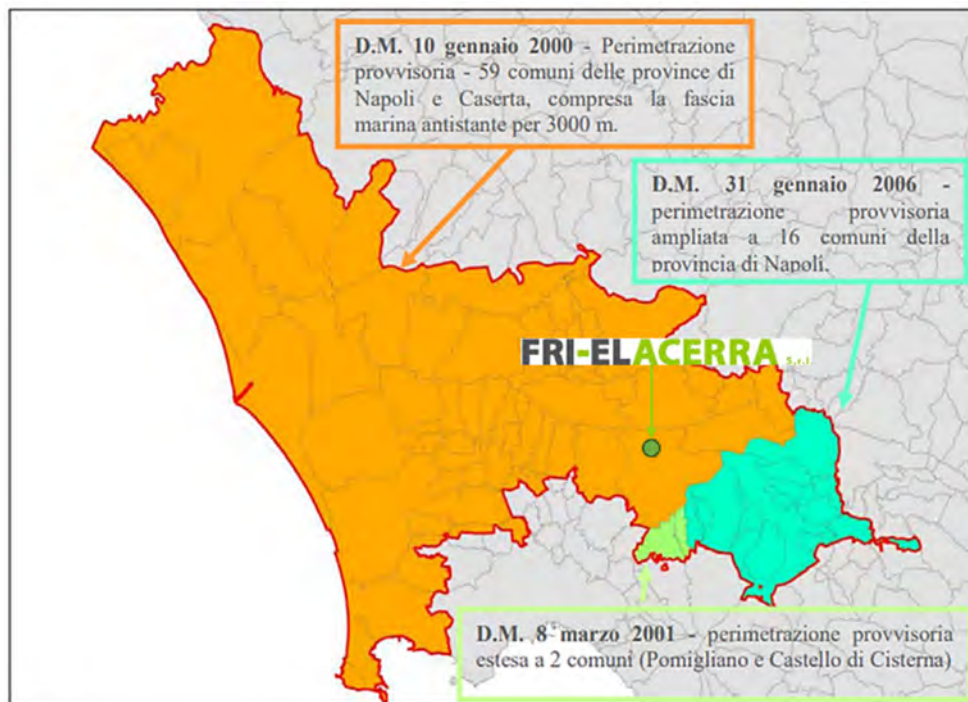 D.M. 10 gennaio 2000 - Perimetrazione
provvisoria - 59 comuni delle province di
Napoli e Caserta, compresa la fascia
marina antistante per 3000 m.
D.M. 31 gennaio 2006 -
perimetrazione provvisoria
ampliata a 16 comuni della
provincia di Napoli.
FRI-ELACERRA S.r.l.
D.M. 8 marzo 2001 - perimetrazione provvisoria
estesa a 2 comuni (Pomigliano e Castello di Cisterna)